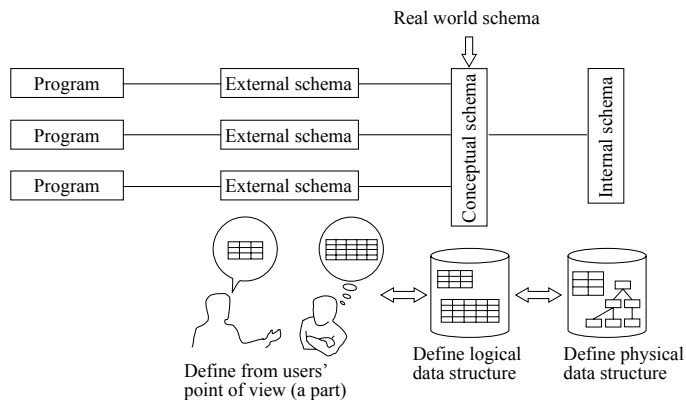 Real world schema
Program
External schema
Program
External schema
Program
External schema
Conceptual schema
Internal schema
Define from users’
point of view (a part)
Define logical
data structure
Define physical
data structure